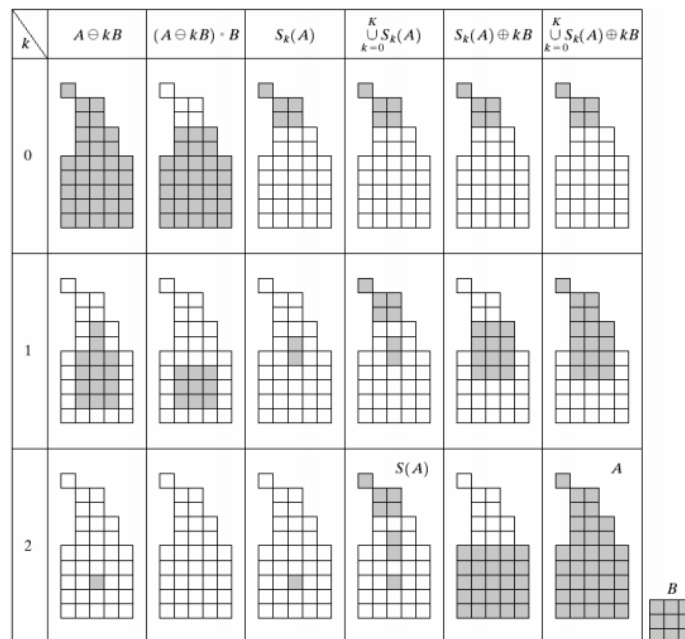 k A ⊖ kB (A ⊖ kB) ∘ B S_k(A) ⋃_{k=0}^{K} S_k(A) S_k(A) ⊕ kB ⋃_{k=0}^{K} S_k(A) ⊕ kB
0
1
S(A) A
2
B